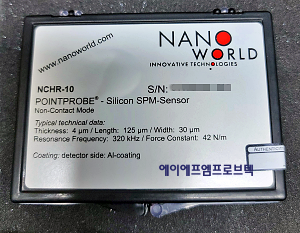 www.nanoworld.com
NANO
WORLD
INNOVATIVE TECHNOLOGIES
NCHR-10
S/N:
POINTPROBE® - Silicon SPM-Sensor
Non-Contact Mode
Typical technical data:
Thickness: 4 µm / Length: 125 µm / Width: 30 µm
Resonance Frequency: 320 kHz / Force Constant: 42 N/m
Coating: detector side: Al-coating
에이에프엠프로브텍